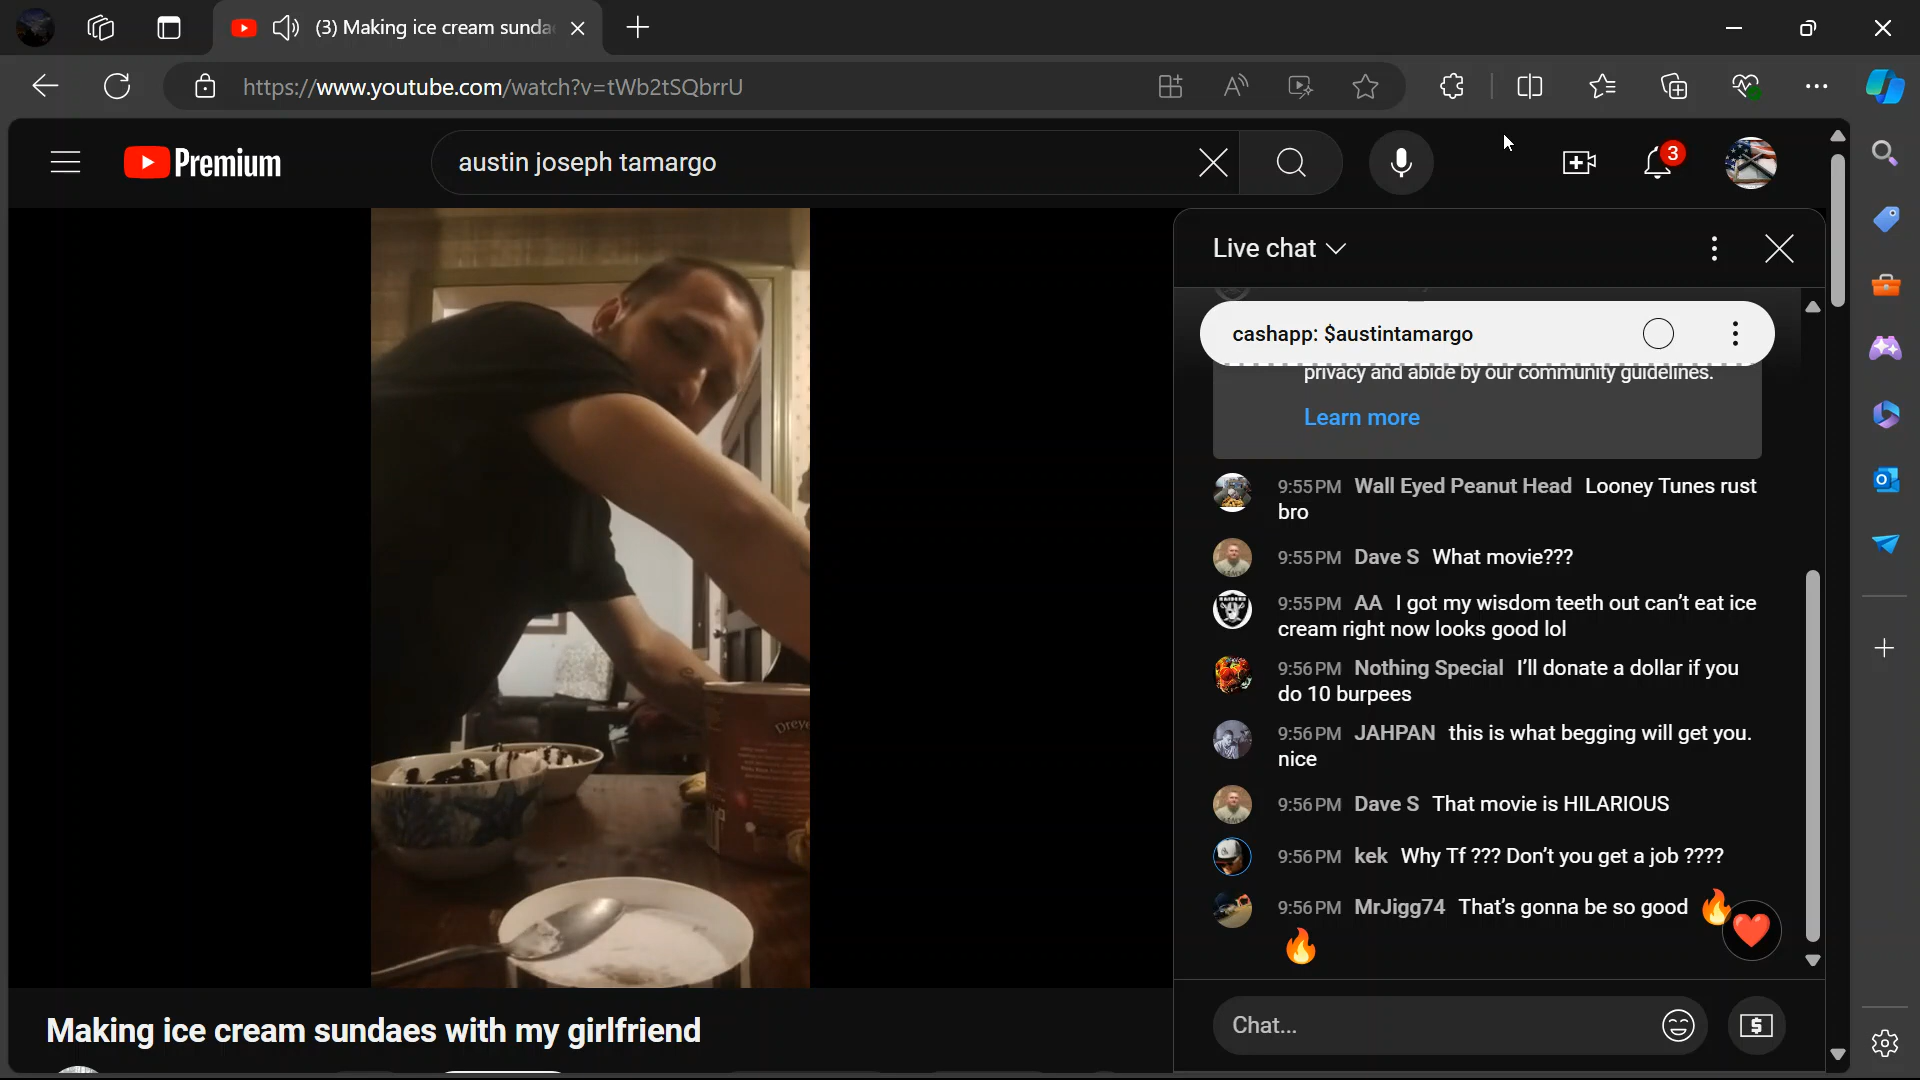 (3) Making ice cream sunda
https://www.youtube.com/watch?v=tWb2tSQbrrU
Premium
austin joseph tamargo
3
Live chat
cashapp: $austintamargo
privacy and abide by our community guidelines.
Learn more
9:55 PM Wall Eyed Peanut Head Looney Tunes rust
bro
9:55 PM Dave S What movie???
9:55 PM AA I got my wisdom teeth out can't eat ice
cream right now looks good lol
9:56 PM Nothing Special I'll donate a dollar if you
do 10 burpees
9:56 PM JAHPAN this is what begging will get you.
nice
9:56 PM Dave S That movie is HILARIOUS
9:56 PM kek Why Tf ??? Don't you get a job ????
9:56 PM MrJigg74 That's gonna be so good 🔥
🔥
Chat...
Dreye
Making ice cream sundaes with my girlfriend